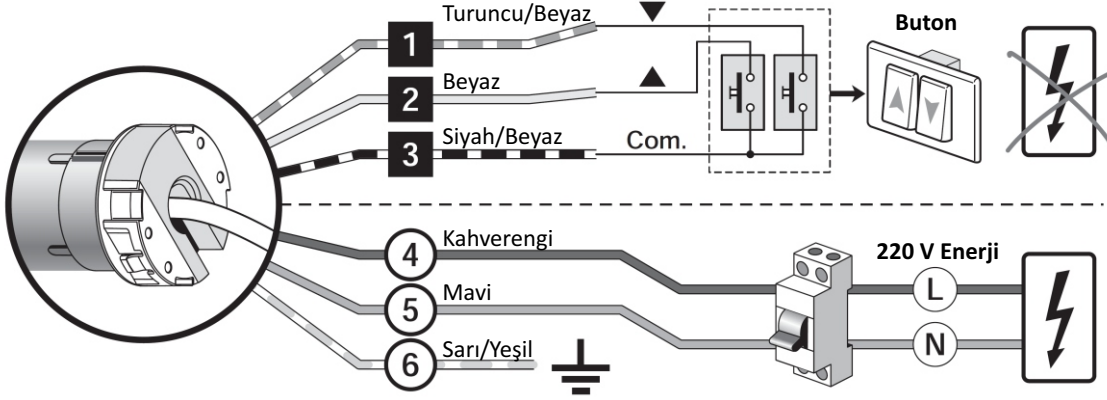 Turuncu/Beyaz
1
Buton
Beyaz
2
Siyah/Beyaz
3
Com.
Kahverengi
4
220 V Enerji
L
Mavi
5
N
Sarı/Yeşil
6